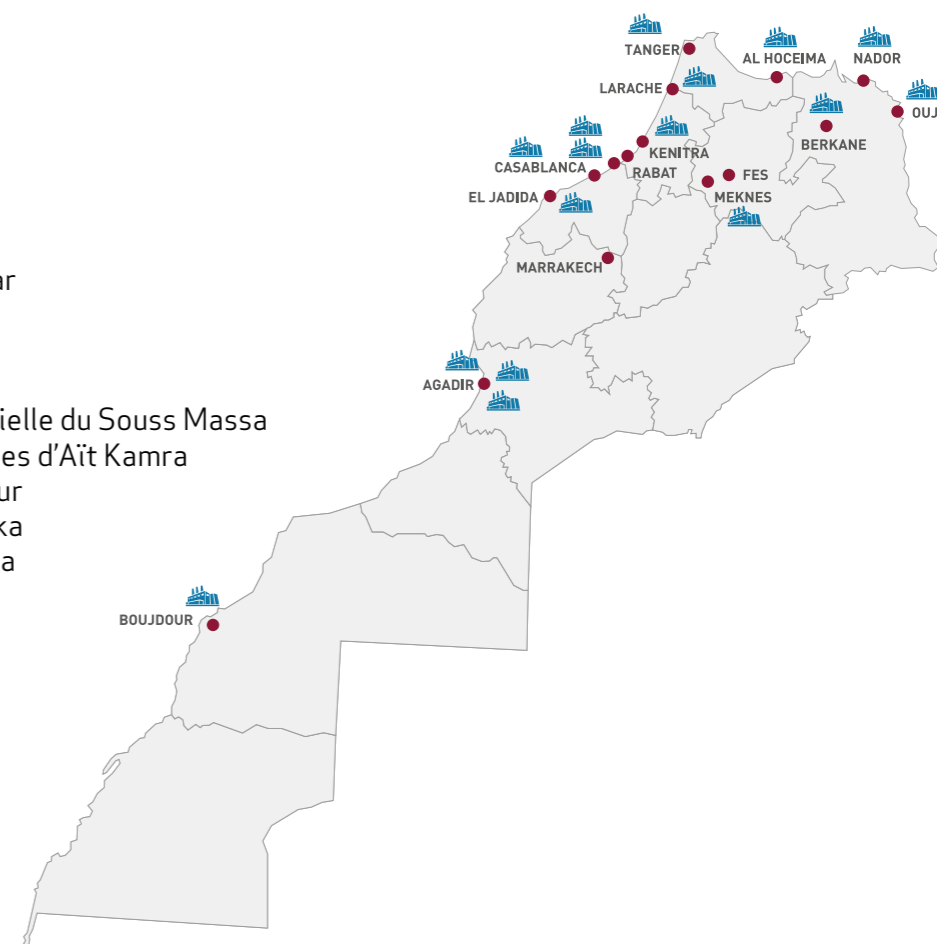 TANGER
AL HOCEIMA
NADOR
LARACHE
OUJ
BERKANE
KENITRA
CASABLANCA
RABAT
FES
EL JADIDA
MEKNES
MARRAKECH
ar
AGADIR
ielle du Souss Massa
es d'Aït Kamra
ur
ka
a
BOUJDOUR